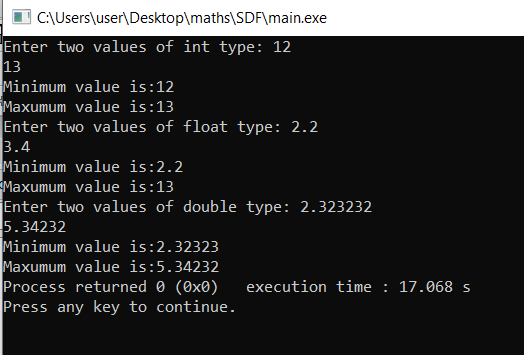 C:\Users\user\Desktop\maths\SDF\main.exe
Enter two values of int type: 12
13
Minimum value is:12
Maxumum value is:13
Enter two values of float type: 2.2
3.4
Minimum value is:2.2
Maxumum value is:13
Enter two values of double type: 2.323232
5.34232
Minimum value is:2.32323
Maxumum value is:5.34232
Process returned 0 (0x0)   execution time : 17.068 s
Press any key to continue.